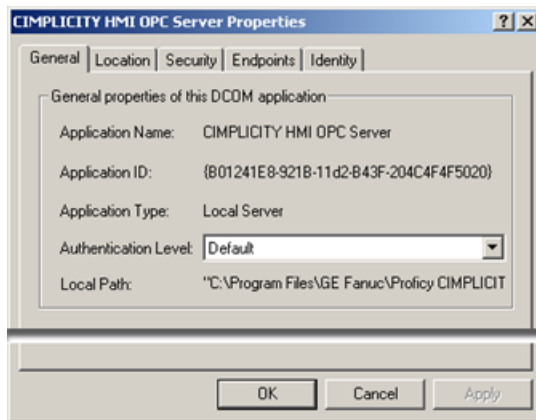 CIMPLICITY HMI OPC Server Properties
General Location Security Endpoints Identity
General properties of this DCOM application
Application Name: CIMPLICITY HMI OPC Server
Application ID: {B01241E8-921B-11d2-B43F-204C4F4F5020}
Application Type: Local Server
Authentication Level: Default
Local Path: "C:\Program Files\GE Fanuc\Proficy CIMPLICIT
OK Cancel Apply